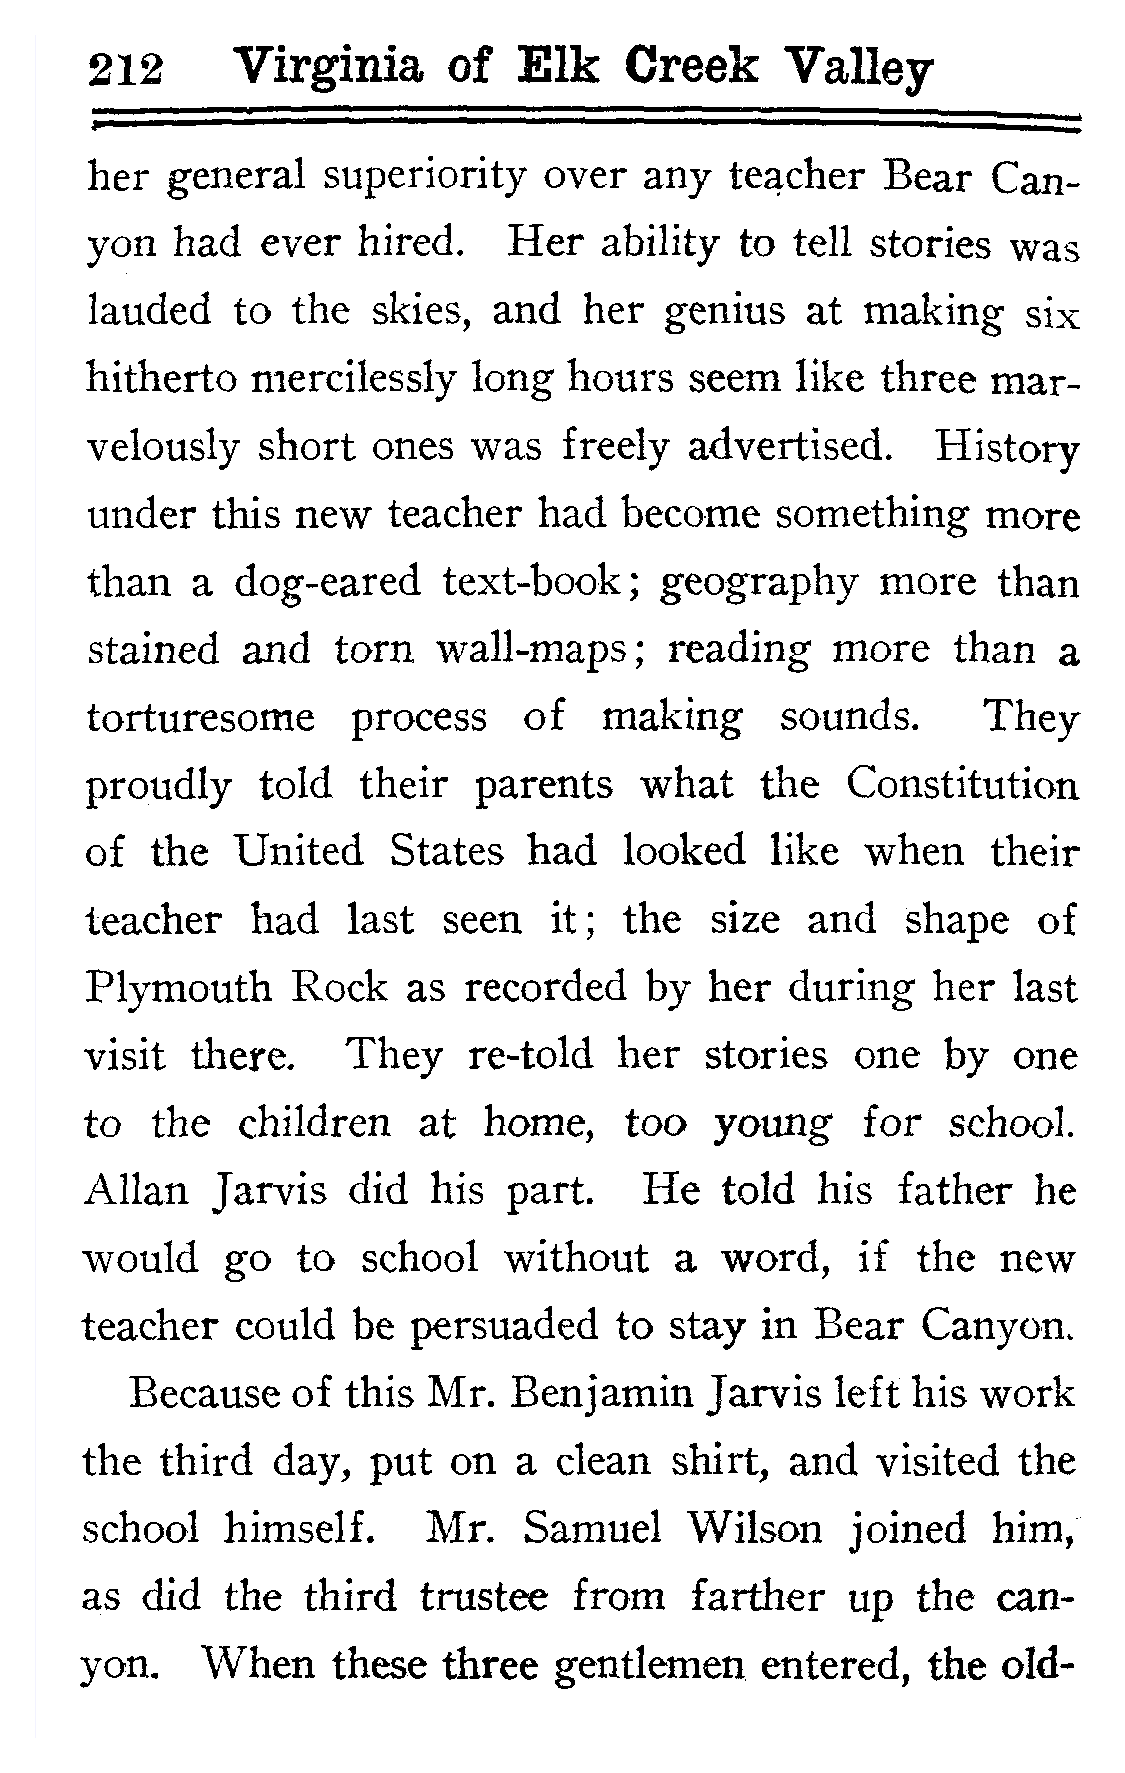 212 Virginia of Elk Creek Valley
her general superiority over any teacher Bear Can-
yon had ever hired. Her ability to tell stories was
lauded to the skies, and her genius at making six
hitherto mercilessly long hours seem like three mar-
velously short ones was freely advertised. History
under this new teacher had become something more
than a dog-eared text-book; geography more than
stained and torn wall-maps; reading more than a
torturesome process of making sounds. They
proudly told their parents what the Constitution
of the United States had looked like when their
teacher had last seen it; the size and shape of
Plymouth Rock as recorded by her during her last
visit there. They re-told her stories one by one
to the children at home, too young for school.
Allan Jarvis did his part. He told his father he
would go to school without a word, if the new
teacher could be persuaded to stay in Bear Canyon.
Because of this Mr. Benjamin Jarvis left his work
the third day, put on a clean shirt, and visited the
school himself. Mr. Samuel Wilson joined him,
as did the third trustee from farther up the can-
yon. When these three gentlemen entered, the old-